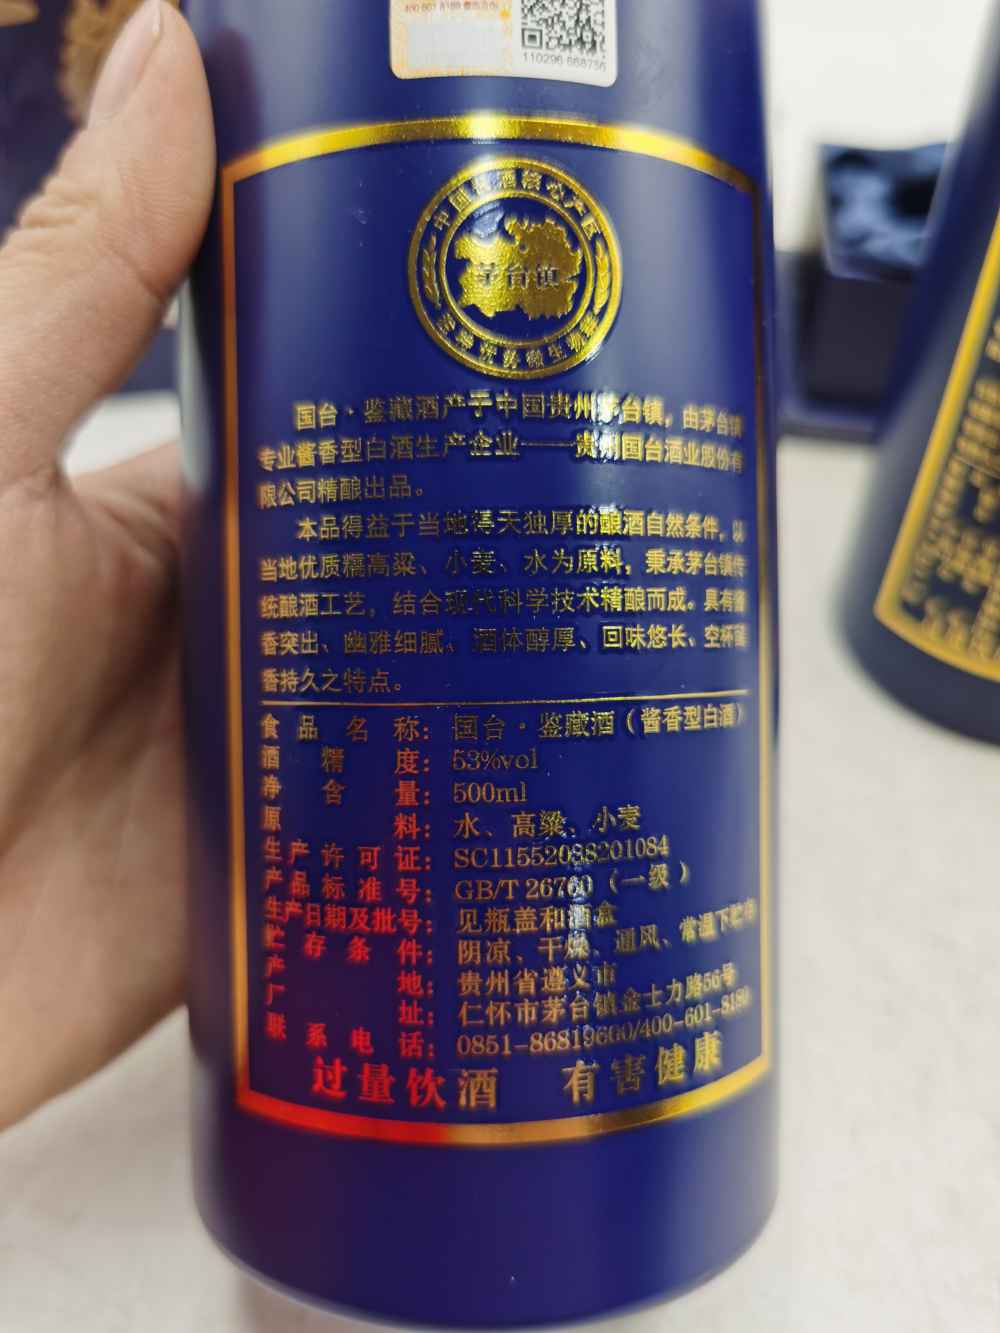 110296 668756
茅台镇
国台·鉴藏酒产于中国贵州茅台镇，由茅台镇
专业酱香型白酒生产企业——贵州国台酒业股份有
限公司精酿出品。
本品得益于当地得天独厚的酿酒自然条件，以
当地优质糯高粱、小麦、水为原料，秉承茅台镇传
统酿酒工艺，结合现代科学技术精酿而成。具有酱
香突出、幽雅细腻、酒体醇厚、回味悠长、空杯留
香持久之特点。
食品名称：国台·鉴藏酒（酱香型白酒）
酒精度：53%vol
净含量：500ml
原料：水、高粱、小麦
生产许可证：SC11552038201084
产品标准号：GB/T 26760（一级）
生产日期及批号：见瓶盖和酒盒
贮存条件：阴凉、干燥、通风、常温下贮存
产地：贵州省遵义市
厂址：仁怀市茅台镇金士力路56号
联系电话：0851-86819600/400-601-8189
过量饮酒 有害健康